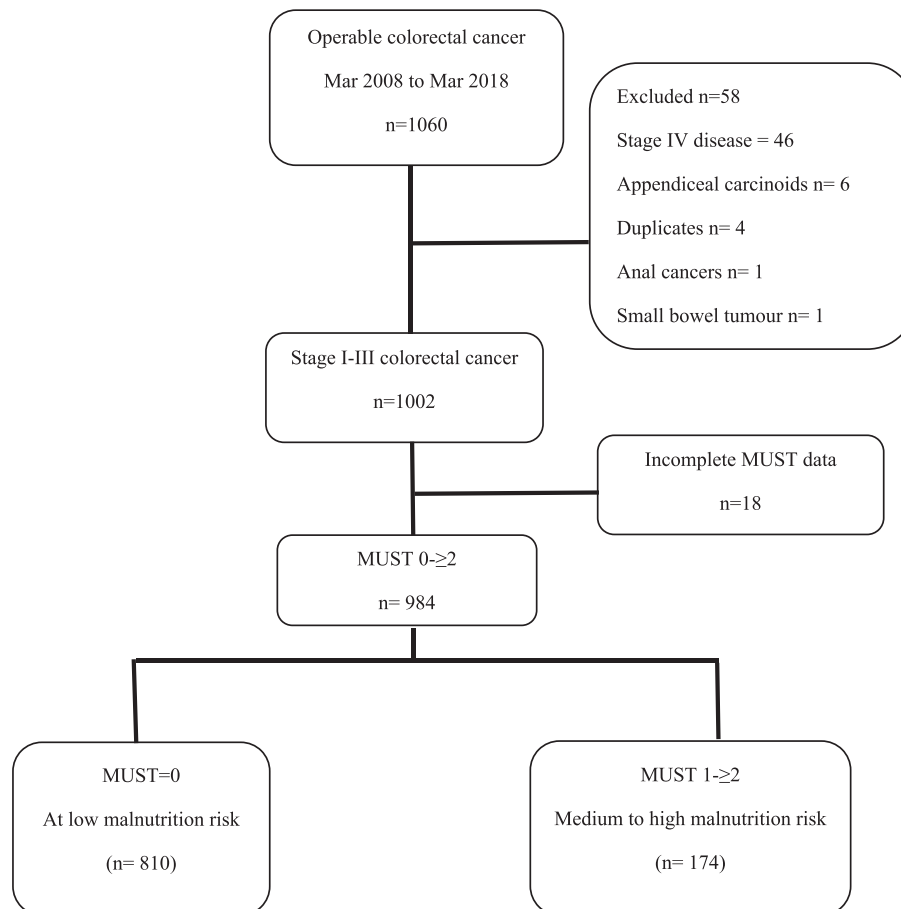 Operable colorectal cancer
Mar 2008 to Mar 2018
n=1060
Excluded n=58
Stage IV disease = 46
Appendiceal carcinoids n= 6
Duplicates n= 4
Anal cancers n= 1
Small bowel tumour n= 1
Stage I-III colorectal cancer
n=1002
Incomplete MUST data
n=18
MUST 0-≥2
n= 984
MUST=0
At low malnutrition risk
(n= 810)
MUST 1-≥2
Medium to high malnutrition risk
(n= 174)